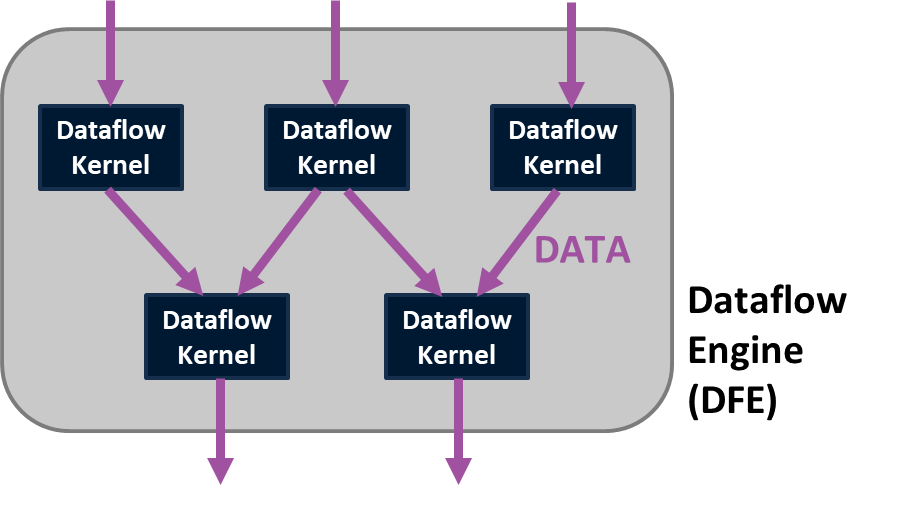 Dataflow
Kernel
Dataflow
Kernel
Dataflow
Kernel
DATA
Dataflow
Kernel
Dataflow
Kernel
Dataflow
Engine
(DFE)